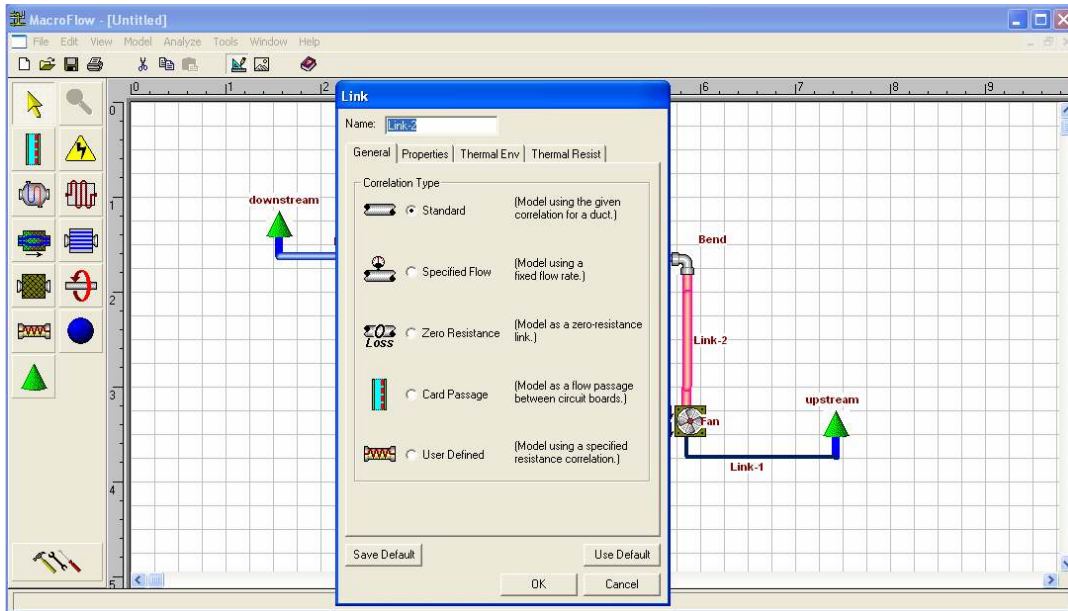 MacroFlow - [Untitled]
File Edit View Model Analyze Tools Window Help
0 1 2 6 7 8 9
0
1
2
3
4
5
downstream
Bend
Link-2
upstream
Fan
Link-1
Link
Name: Link-2
General Properties Thermal Env Thermal Resist
Correlation Type
Standard (Model using the given
correlation for a duct.)
Specified Flow (Model using a
fixed flow rate.)
0
Loss
Zero Resistance (Model as a zero-resistance
link.)
Card Passage (Model as a flow passage
between circuit boards.)
User Defined (Model using a specified
resistance correlation.)
Save Default Use Default
OK Cancel